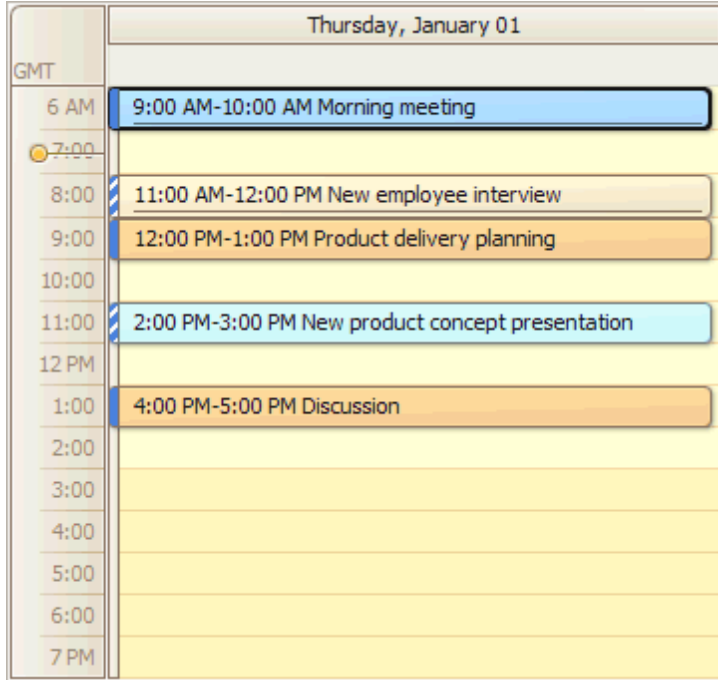 Thursday, January 01
GMT
6 AM 9:00 AM-10:00 AM Morning meeting
7:00
8:00 11:00 AM-12:00 PM New employee interview
9:00 12:00 PM-1:00 PM Product delivery planning
10:00
11:00 2:00 PM-3:00 PM New product concept presentation
12 PM
1:00 4:00 PM-5:00 PM Discussion
2:00
3:00
4:00
5:00
6:00
7 PM